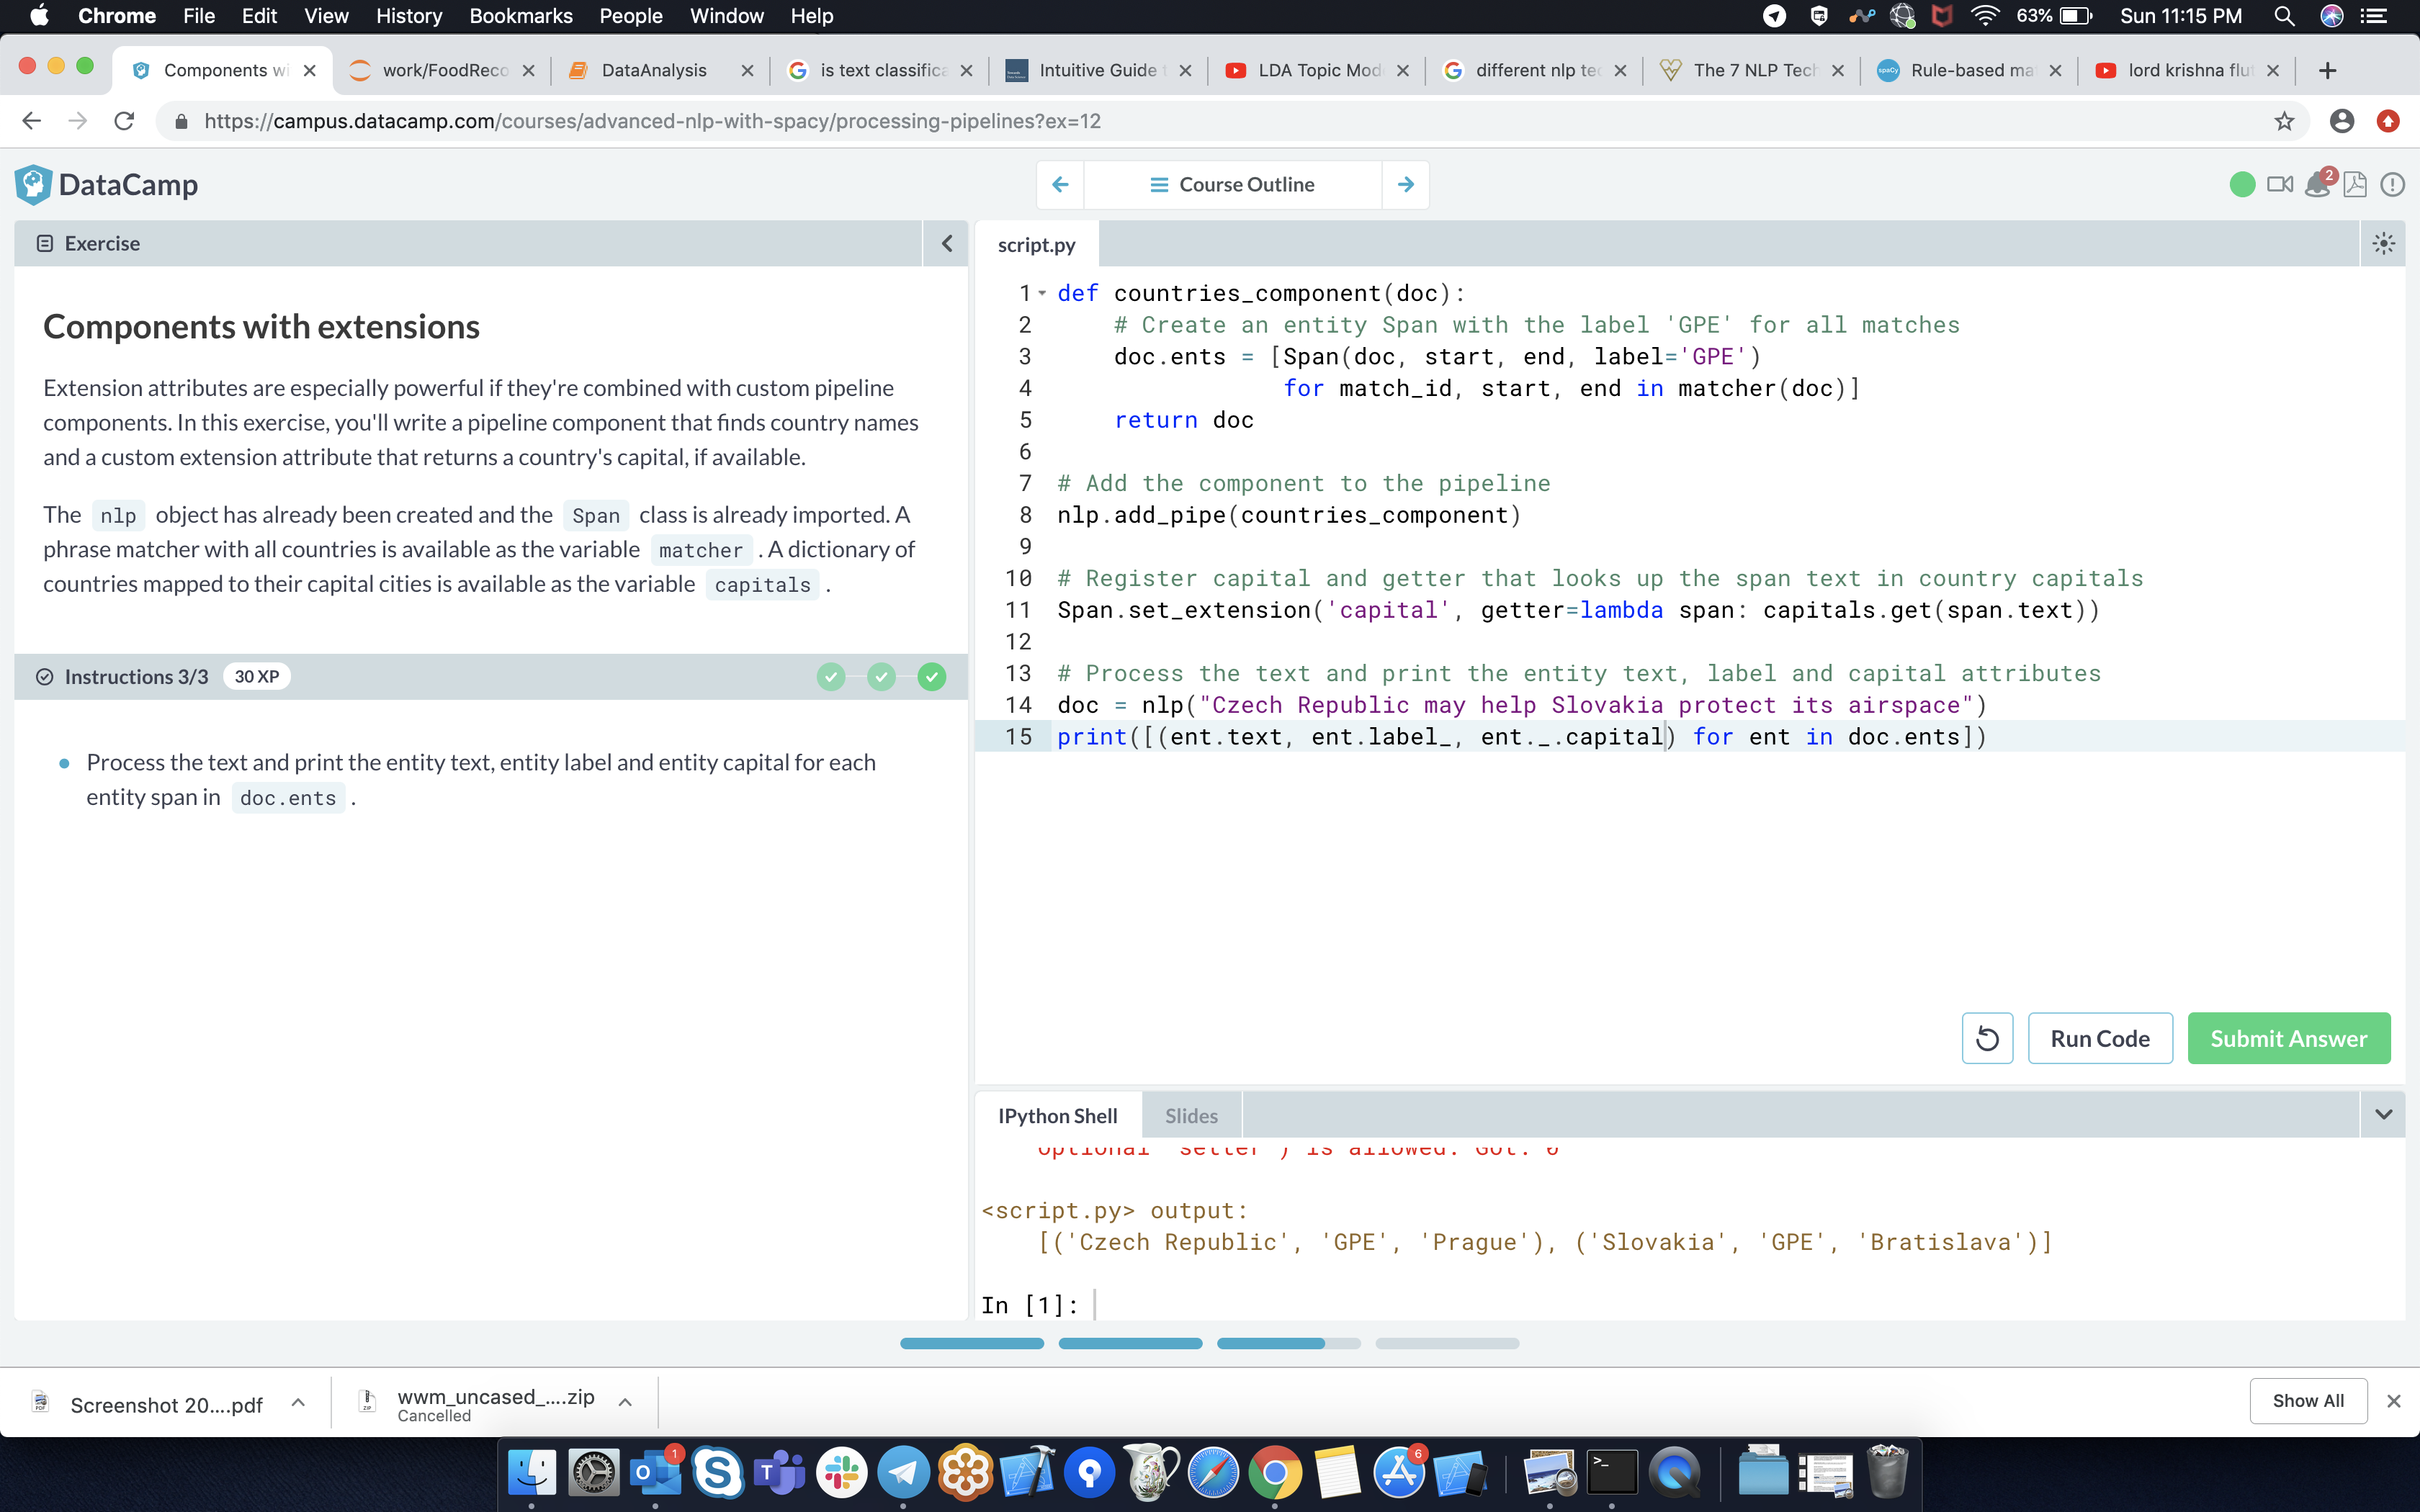 Chrome File Edit View History Bookmarks People Window Help 63% Sun 11:15 PM
Components wi work/FoodReco DataAnalysis is text classifica Intuitive Guide LDA Topic Mod different nlp te The 7 NLP Tech Rule-based ma lord krishna flu
https://campus.datacamp.com/courses/advanced-nlp-with-spacy/processing-pipelines?ex=12
DataCamp
Course Outline
2
Exercise
Components with extensions
Extension attributes are especially powerful if they're combined with custom pipeline
components. In this exercise, you'll write a pipeline component that finds country names
and a custom extension attribute that returns a country's capital, if available.
The nlp object has already been created and the Span class is already imported. A
phrase matcher with all countries is available as the variable matcher . A dictionary of
countries mapped to their capital cities is available as the variable capitals .
Instructions 3/3 30 XP
Process the text and print the entity text, entity label and entity capital for each
entity span in doc.ents .
script.py
1 def countries_component(doc):
2 # Create an entity Span with the label 'GPE' for all matches
3 doc.ents = [Span(doc, start, end, label='GPE')
4 for match_id, start, end in matcher(doc)]
5 return doc
6
7 # Add the component to the pipeline
8 nlp.add_pipe(countries_component)
9
10 # Register capital and getter that looks up the span text in country capitals
11 Span.set_extension('capital', getter=lambda span: capitals.get(span.text))
12
13 # Process the text and print the entity text, label and capital attributes
14 doc = nlp("Czech Republic may help Slovakia protect its airspace")
15 print([(ent.text, ent.label_, ent._.capital) for ent in doc.ents])
Run Code Submit Answer
IPython Shell Slides
optional `setter`) is allowed. Got: 6
<script.py> output:
[('Czech Republic', 'GPE', 'Prague'), ('Slovakia', 'GPE', 'Bratislava')]
In [1]:
Screenshot 20....pdf
wwm_uncased_....zip
Cancelled
Show All
1
6